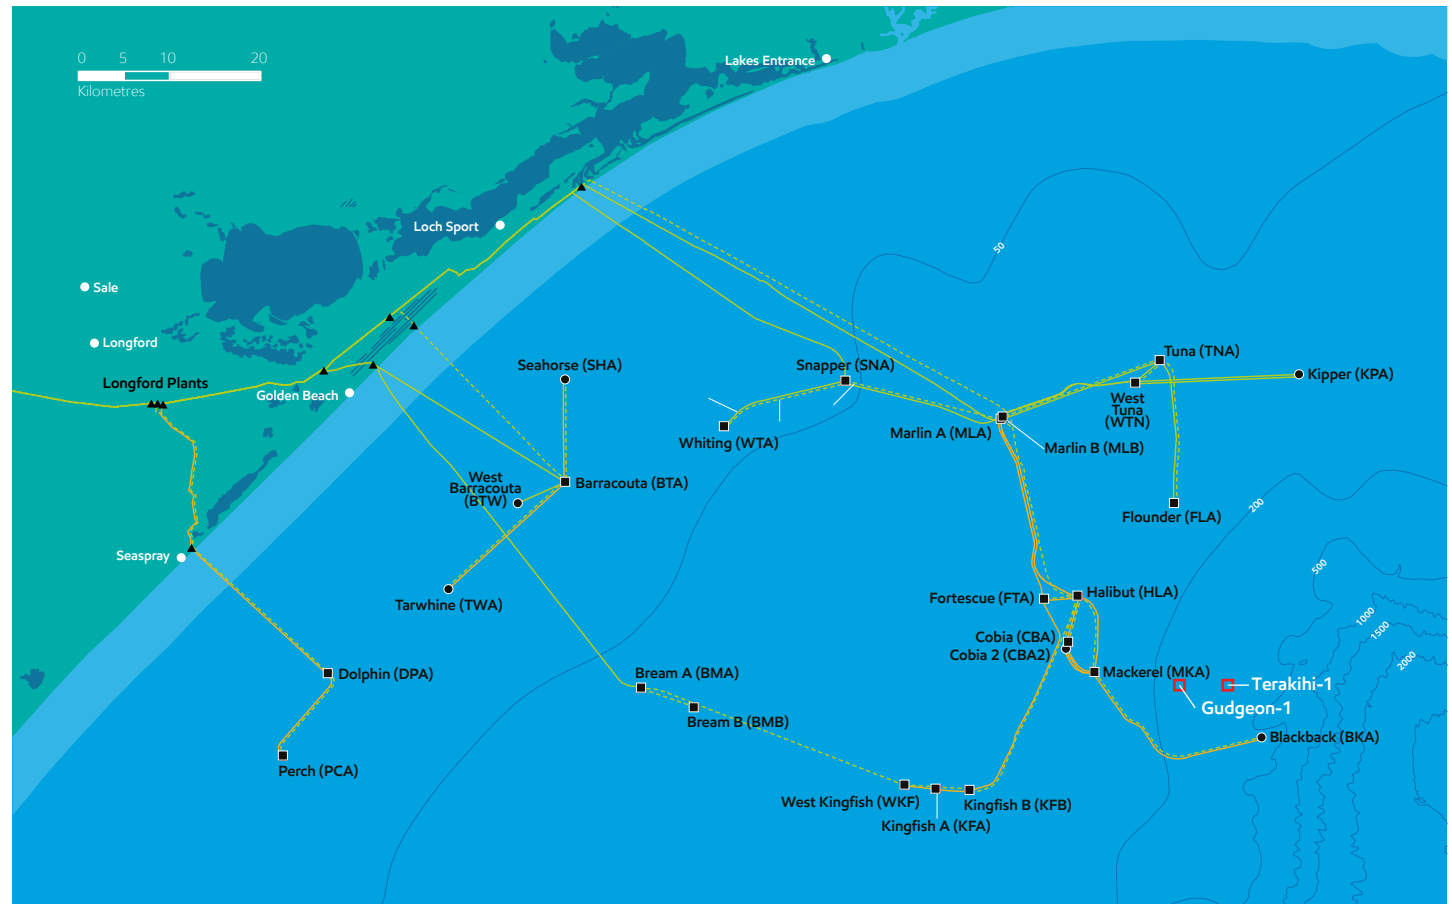 0 5 10 20
Kilometres
Lakes Entrance
Loch Sport
50
Sale
Longford
Longford Plants
Golden Beach
Seahorse (SHA)
Snapper (SNA)
Tuna (TNA)
Kipper (KPA)
West
Tuna
(WTN)
Whiting (WTA)
Marlin A (MLA)
Marlin B (MLB)
West
Barracouta
(BTW)
Barracouta (BTA)
200
Flounder (FLA)
Seaspray
500
Tarwhine (TWA)
Fortescue (FTA)
Halibut (HLA)
1000
1500
2000
Cobia (CBA)
Cobia 2 (CBA2)
Dolphin (DPA)
Bream A (BMA)
Mackerel (MKA)
Terakihi-1
Gudgeon-1
Bream B (BMB)
Blackback (BKA)
Perch (PCA)
West Kingfish (WKF)
Kingfish B (KFB)
Kingfish A (KFA)